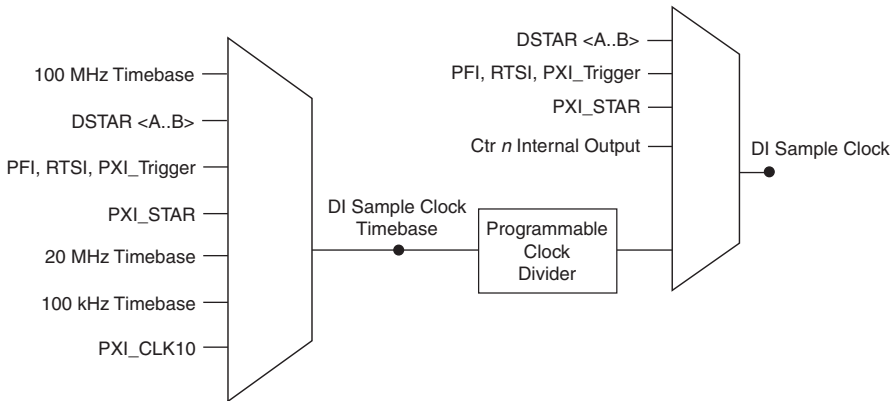 100 MHz Timebase
DSTAR <A..B>
PFI, RTSI, PXI_Trigger
PXI_STAR
20 MHz Timebase
100 kHz Timebase
PXI_CLK10
DI Sample Clock
Timebase
Programmable
Clock
Divider
DSTAR <A..B>
PFI, RTSI, PXI_Trigger
PXI_STAR
Ctr n Internal Output
DI Sample Clock